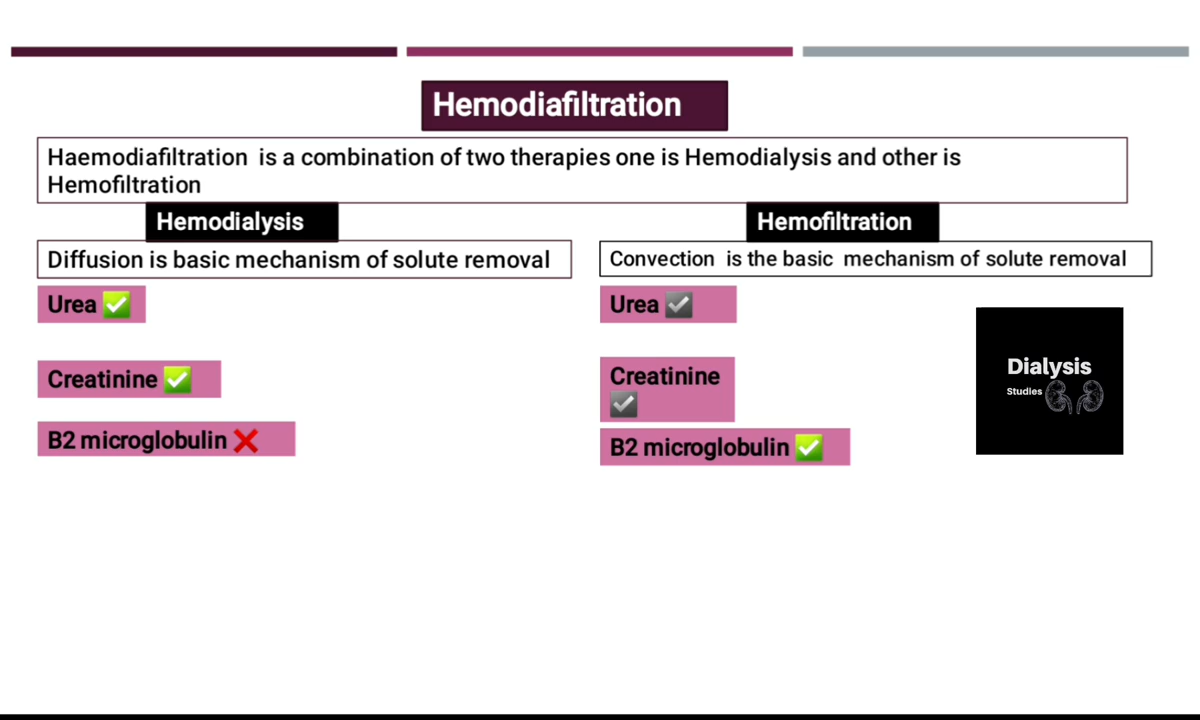 Hemodiafiltration
Haemodiafiltration is a combination of two therapies one is Hemodialysis and other is
Hemofiltration
Hemodialysis
Diffusion is basic mechanism of solute removal
Urea ✅
Creatinine ✅
B2 microglobulin ❌
Hemofiltration
Convection is the basic mechanism of solute removal
Urea ✅
Creatinine
✅
B2 microglobulin ✅
Dialysis
Studies